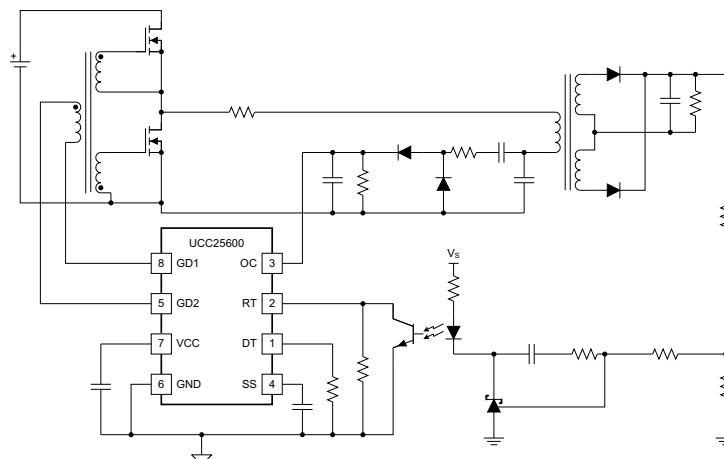 +
UCC25600
8 GD1 OC 3
5 GD2 RT 2
7 VCC DT 1
6 GND SS 4
VS